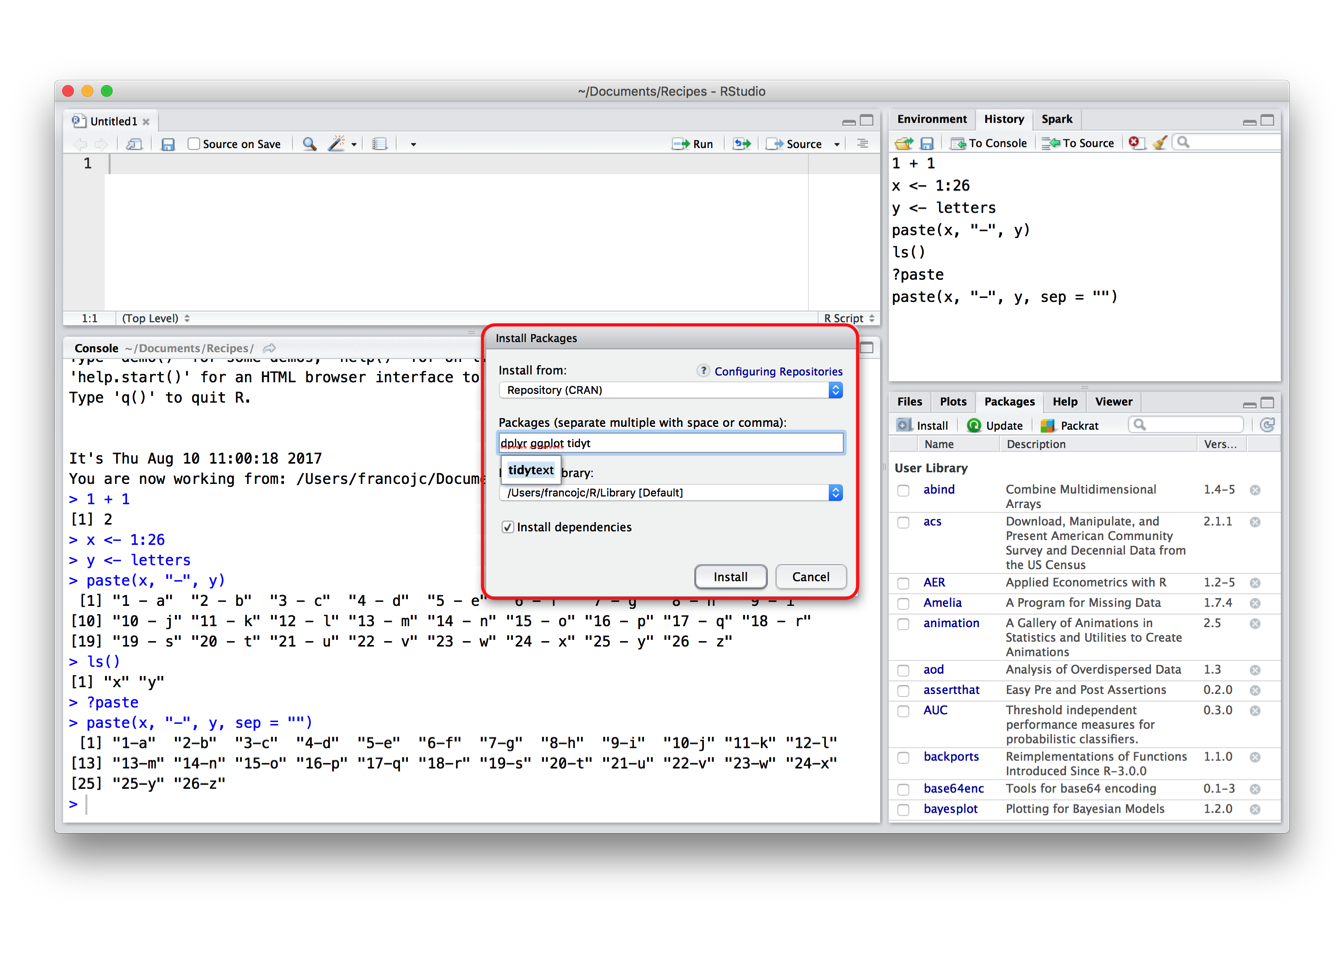 ~/Documents/Recipes - RStudio
Untitled1
Source on Save
Run
Source
1
1:1
(Top Level)
R Script
Console ~/Documents/Recipes/
'help.start()' for an HTML browser interface to
Type 'q()' to quit R.
It's Thu Aug 10 11:00:18 2017
You are now working from: /Users/francojc/Docume
> 1 + 1
[1] 2
> x <- 1:26
> y <- letters
> paste(x, "-", y)
[1] "1 - a" "2 - b" "3 - c" "4 - d" "5 - e"
[10] "10 - j" "11 - k" "12 - l" "13 - m" "14 - n" "15 - o" "16 - p" "17 - q" "18 - r"
[19] "19 - s" "20 - t" "21 - u" "22 - v" "23 - w" "24 - x" "25 - y" "26 - z"
> ls()
[1] "x" "y"
> ?paste
> paste(x, "-", y, sep = "")
[1] "1-a" "2-b" "3-c" "4-d" "5-e" "6-f" "7-g" "8-h" "9-i" "10-j" "11-k" "12-l"
[13] "13-m" "14-n" "15-o" "16-p" "17-q" "18-r" "19-s" "20-t" "21-u" "22-v" "23-w" "24-x"
[25] "25-y" "26-z"
>
Install Packages
Install from:
? Configuring Repositories
Repository (CRAN)
Packages (separate multiple with space or comma):
dplyr ggplot tidyt
tidytext
brary:
/Users/francojc/R/Library [Default]
Install dependencies
Install
Cancel
Environment History Spark
To Console
To Source
1 + 1
x <- 1:26
y <- letters
paste(x, "-", y)
ls()
?paste
paste(x, "-", y, sep = "")
Files Plots Packages Help Viewer
Install Update Packrat
Name Description Vers...
User Library
abind Combine Multidimensional 1.4-5
Arrays
acs Download, Manipulate, and 2.1.1
Present American Community
Survey and Decennial Data from
the US Census
AER Applied Econometrics with R 1.2-5
Amelia A Program for Missing Data 1.7.4
animation A Gallery of Animations in 2.5
Statistics and Utilities to Create
Animations
aod Analysis of Overdispersed Data 1.3
assertthat Easy Pre and Post Assertions 0.2.0
AUC Threshold independent 0.3.0
performance measures for
probabilistic classifiers.
backports Reimplementations of Functions 1.1.0
Introduced Since R-3.0.0
base64enc Tools for base64 encoding 0.1-3
bayesplot Plotting for Bayesian Models 1.2.0